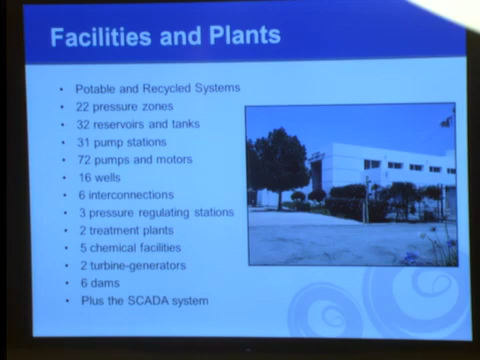 Facilities and Plants
• Potable and Recycled Systems
• 22 pressure zones
• 32 reservoirs and tanks
• 31 pump stations
• 72 pumps and motors
• 16 wells
• 6 interconnections
• 3 pressure regulating stations
• 2 treatment plants
• 5 chemical facilities
• 2 turbine-generators
• 6 dams
• Plus the SCADA system